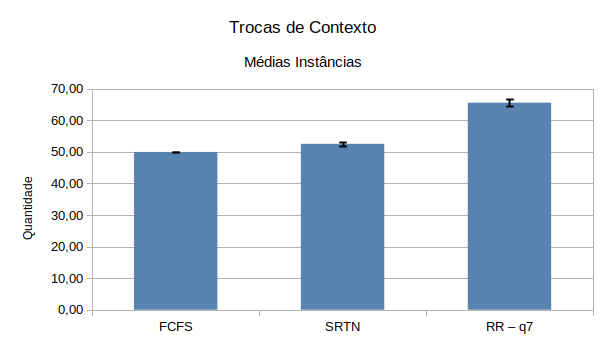 Trocas de Contexto
Médias Instâncias
Quantidade
70,00
60,00
50,00
40,00
30,00
20,00
10,00
0,00
FCFS
SRTN
RR – q7